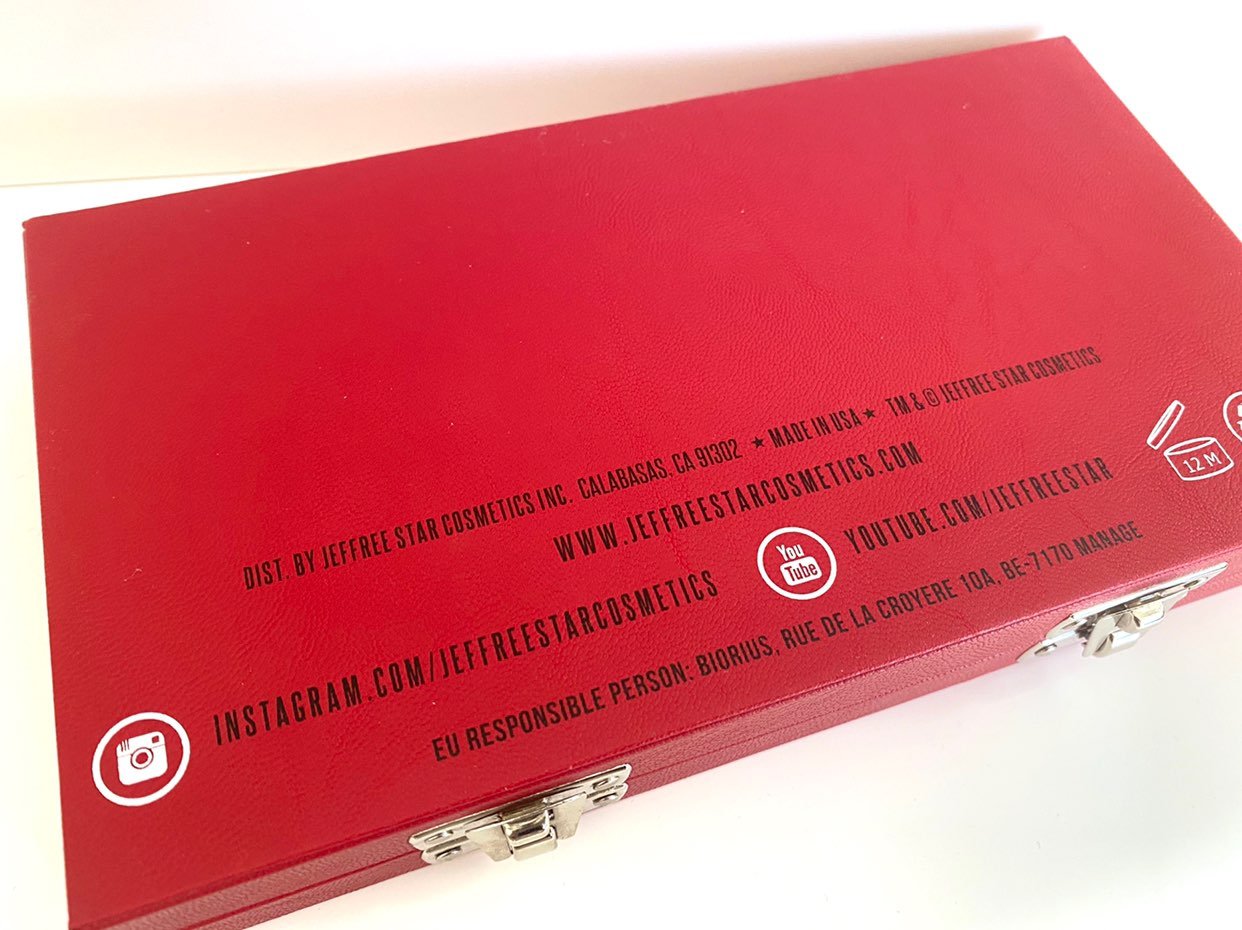 DIST. BY JEFFREE STAR COSMETICS INC. CALABASAS, CA 91302 ★ MADE IN USA ★ TM & © JEFFREE STAR COSMETICS
WWW.JEFFREESTARCOSMETICS.COM
INSTAGRAM.COM/JEFFREESTARCOSMETICS
You Tube
YOUTUBE.COM/JEFFREESTAR
12 M
EU RESPONSIBLE PERSON: BIORIUS, RUE DE LA CROYERE 10A, BE-7170 MANAGE